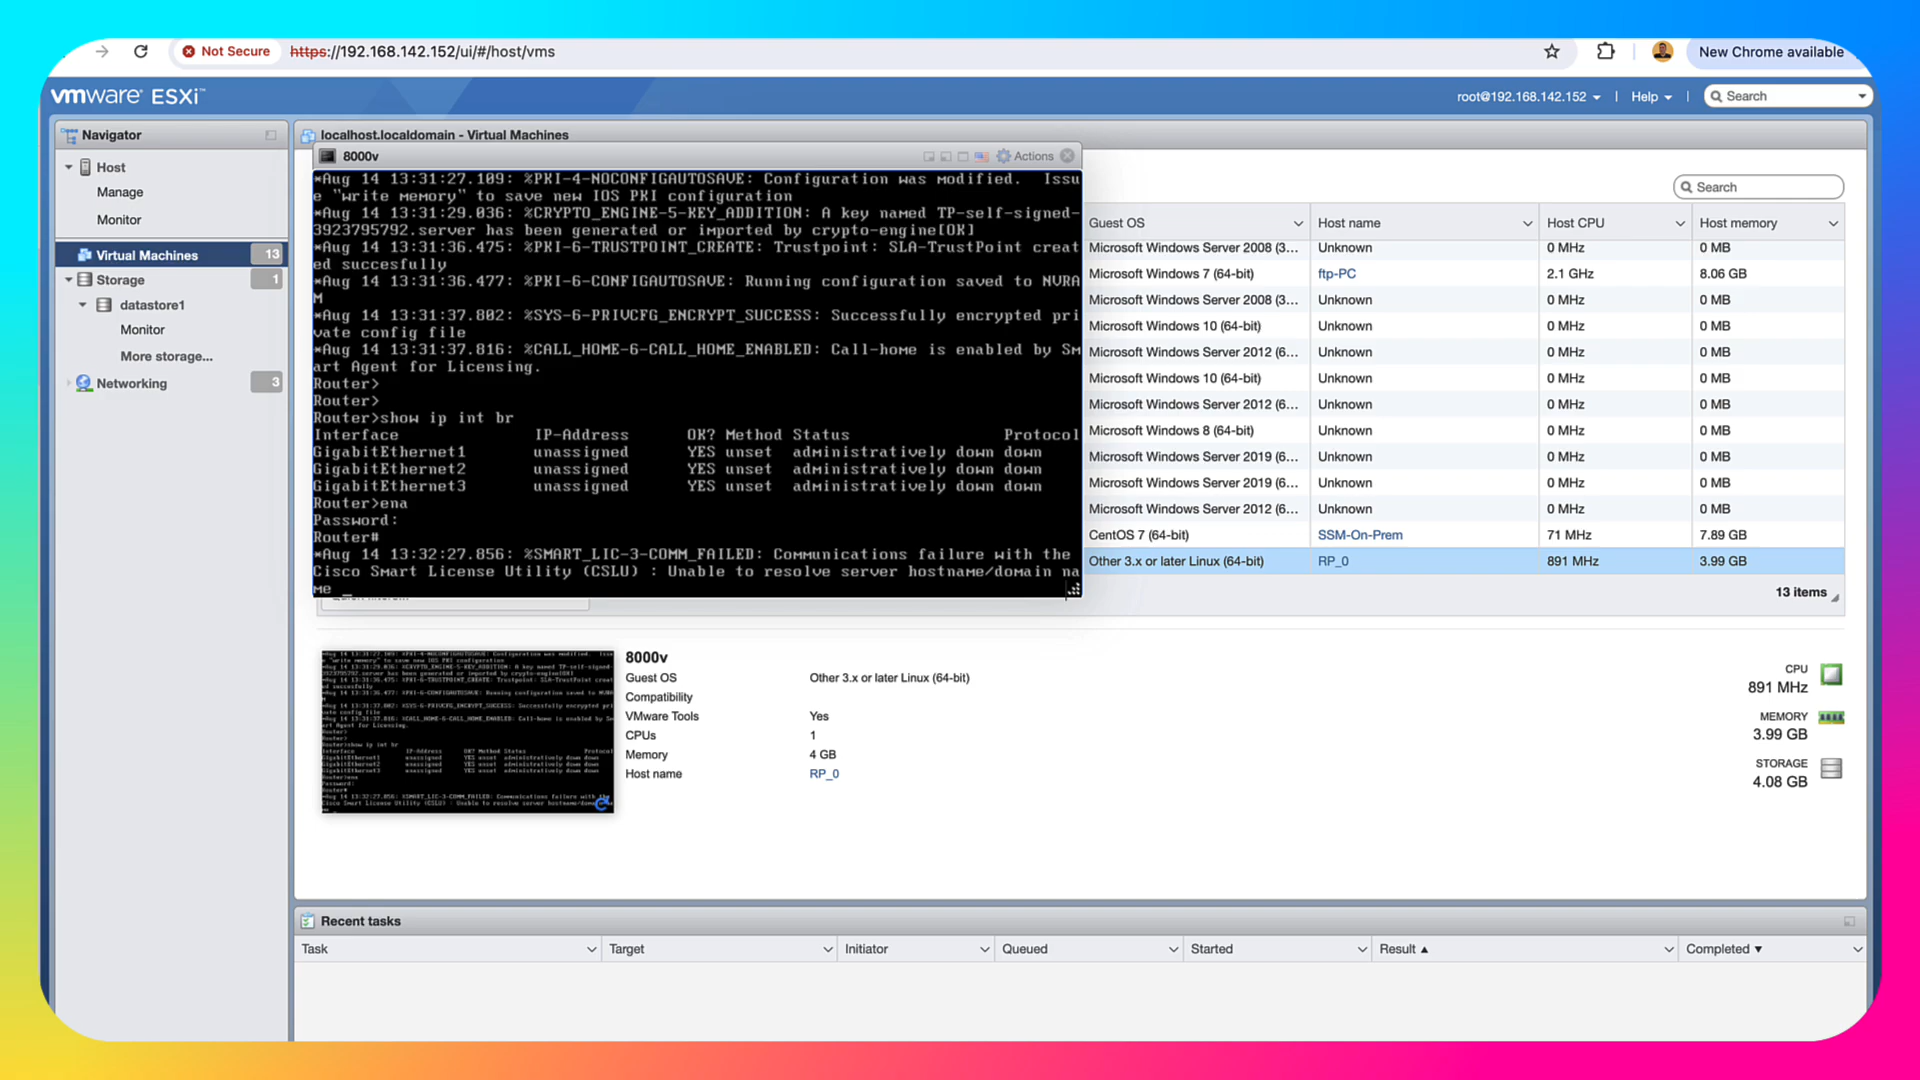 Not Secure
https://192.168.142.152/ui/#/host/vms
New Chrome available
vmware ESXi™
root@192.168.142.152
Help
Search
Navigator
Host
Manage
Monitor
Virtual Machines 13
Storage 1
datastore1
Monitor
More storage...
Networking 3
localhost.localdomain - Virtual Machines
8000v
Actions
*Aug 14 13:31:27.109: %PKI-4-NOCONFIGAUTOSAVE: Configuration was modified.  Issu
e "write memory" to save new IOS PKI configuration
*Aug 14 13:31:29.036: %CRYPTO_ENGINE-5-KEY_ADDITION: A key named TP-self-signed-
3923795792.server has been generated or imported by crypto-engine[OK]
*Aug 14 13:31:36.475: %PKI-6-TRUSTPOINT_CREATE: Trustpoint: SLA-TrustPoint creat
ed succesfully
*Aug 14 13:31:36.477: %PKI-6-CONFIGAUTOSAVE: Running configuration saved to NVRA
M
*Aug 14 13:31:37.802: %SYS-6-PRIVCFG_ENCRYPT_SUCCESS: Successfully encrypted pri
vate config file
*Aug 14 13:31:37.816: %CALL_HOME-6-CALL_HOME_ENABLED: Call-home is enabled by Sm
art Agent for Licensing.
Router>
Router>
Router>show ip int br
Interface IP-Address OK? Method Status Protocol
GigabitEthernet1 unassigned YES unset administratively down down
GigabitEthernet2 unassigned YES unset administratively down down
GigabitEthernet3 unassigned YES unset administratively down down
Router>ena
Password:
Router#
*Aug 14 13:32:27.856: %SMART_LIC-3-COMM_FAILED: Communications failure with the
Cisco Smart License Utility (CSLU) : Unable to resolve server hostname/domain na
me _
Search
Guest OS Host name Host CPU Host memory
Microsoft Windows Server 2008 (3... Unknown 0 MHz 0 MB
Microsoft Windows 7 (64-bit) ftp-PC 2.1 GHz 8.06 GB
Microsoft Windows Server 2008 (3... Unknown 0 MHz 0 MB
Microsoft Windows 10 (64-bit) Unknown 0 MHz 0 MB
Microsoft Windows Server 2012 (6... Unknown 0 MHz 0 MB
Microsoft Windows 10 (64-bit) Unknown 0 MHz 0 MB
Microsoft Windows Server 2012 (6... Unknown 0 MHz 0 MB
Microsoft Windows 8 (64-bit) Unknown 0 MHz 0 MB
Microsoft Windows Server 2019 (6... Unknown 0 MHz 0 MB
Microsoft Windows Server 2019 (6... Unknown 0 MHz 0 MB
Microsoft Windows Server 2012 (6... Unknown 0 MHz 0 MB
CentOS 7 (64-bit) SSM-On-Prem 71 MHz 7.89 GB
Other 3.x or later Linux (64-bit) RP_0 891 MHz 3.99 GB
13 items
8000v
Guest OS Other 3.x or later Linux (64-bit)
Compatibility
VMware Tools Yes
CPUs 1
Memory 4 GB
Host name RP_0
CPU
891 MHz
MEMORY
3.99 GB
STORAGE
4.08 GB
Recent tasks
Task Target Initiator Queued Started Result ▲ Completed ▼